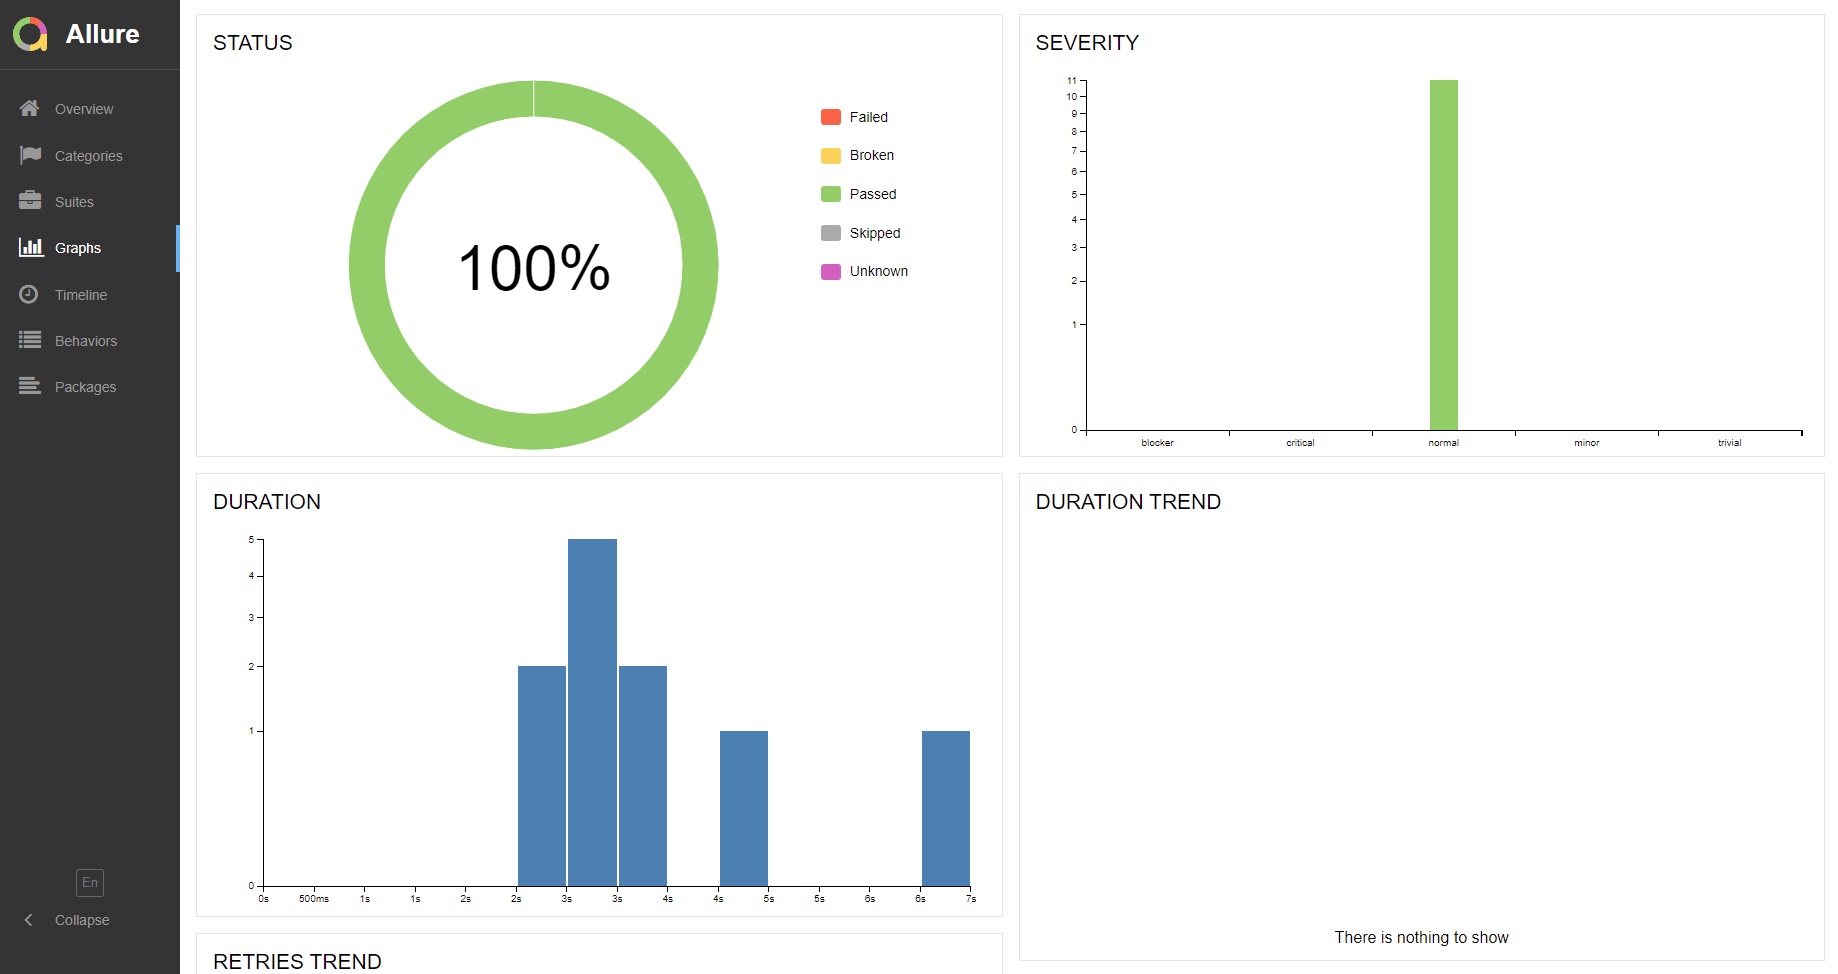 Allure
Overview
Categories
Suites
Graphs
Timeline
Behaviors
Packages
En
Collapse
STATUS
100%
Failed
Broken
Passed
Skipped
Unknown
SEVERITY
11
10
9
8
7
6
5
4
3
2
1
0
blocker critical normal minor trivial
DURATION
5
4
3
2
1
0
0s 500ms 1s 1s 2s 2s 3s 3s 4s 4s 5s 5s 6s 6s 7s
DURATION TREND
There is nothing to show
RETRIES TREND